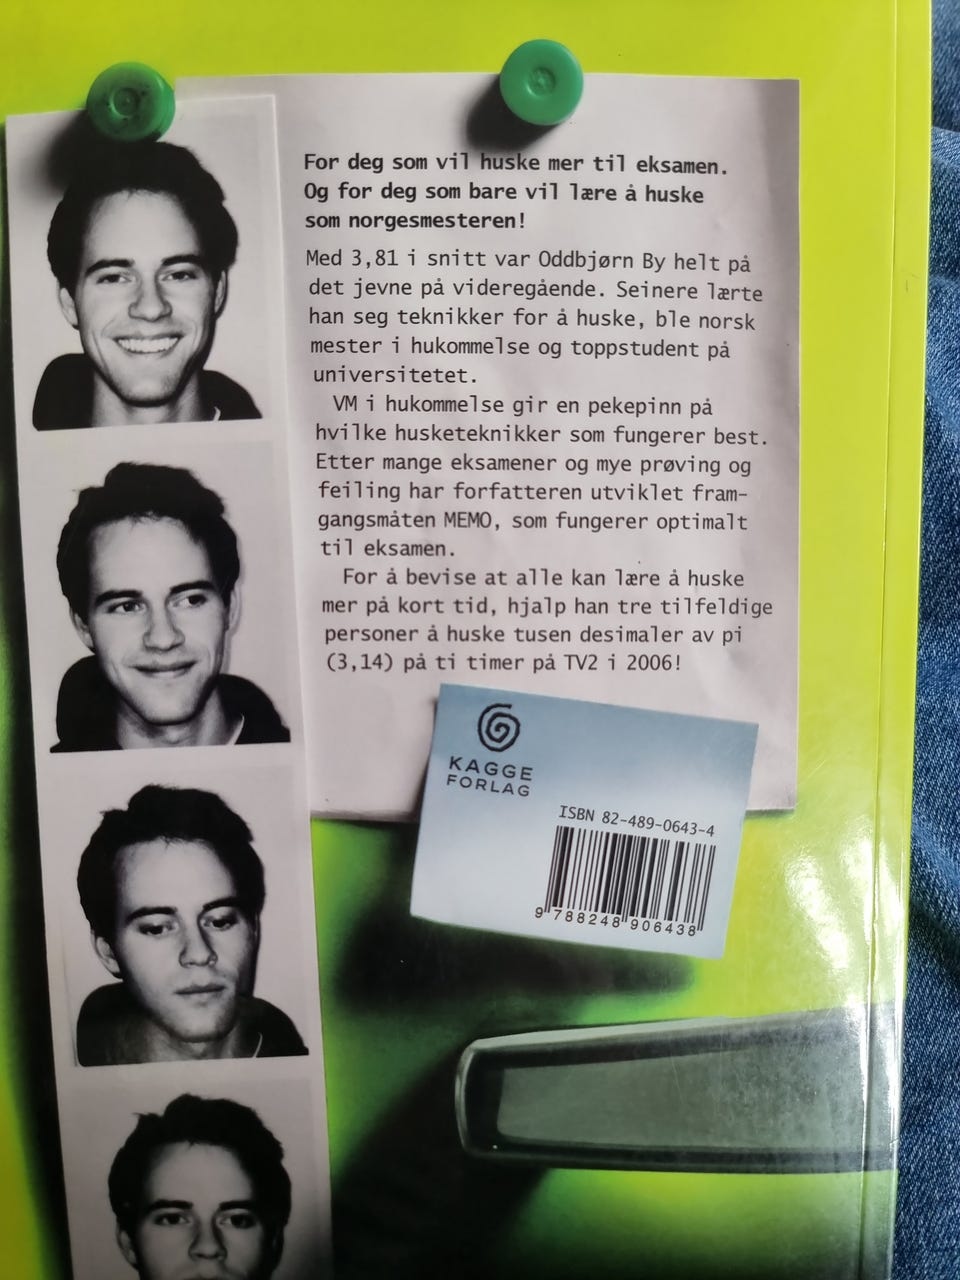 For deg som vil huske mer til eksamen.
Og for deg som bare vil lære å huske
som norgesmesteren!
Med 3,81 i snitt var Oddbjørn By helt på
det jevne på videregående. Seinere lærte
han seg teknikker for å huske, ble norsk
mester i hukommelse og toppstudent på
universitetet.
VM i hukommelse gir en pekepinn på
hvilke husketeknikker som fungerer best.
Etter mange eksamener og mye prøving og
feiling har forfatteren utviklet fram-
gangsmåten MEMO, som fungerer optimalt
til eksamen.
For å bevise at alle kan lære å huske
mer på kort tid, hjalp han tre tilfeldige
personer å huske tusen desimaler av pi
(3,14) på ti timer på TV2 i 2006!
KAGGE
FORLAG
ISBN 82-489-0643-4
9 788248 906438